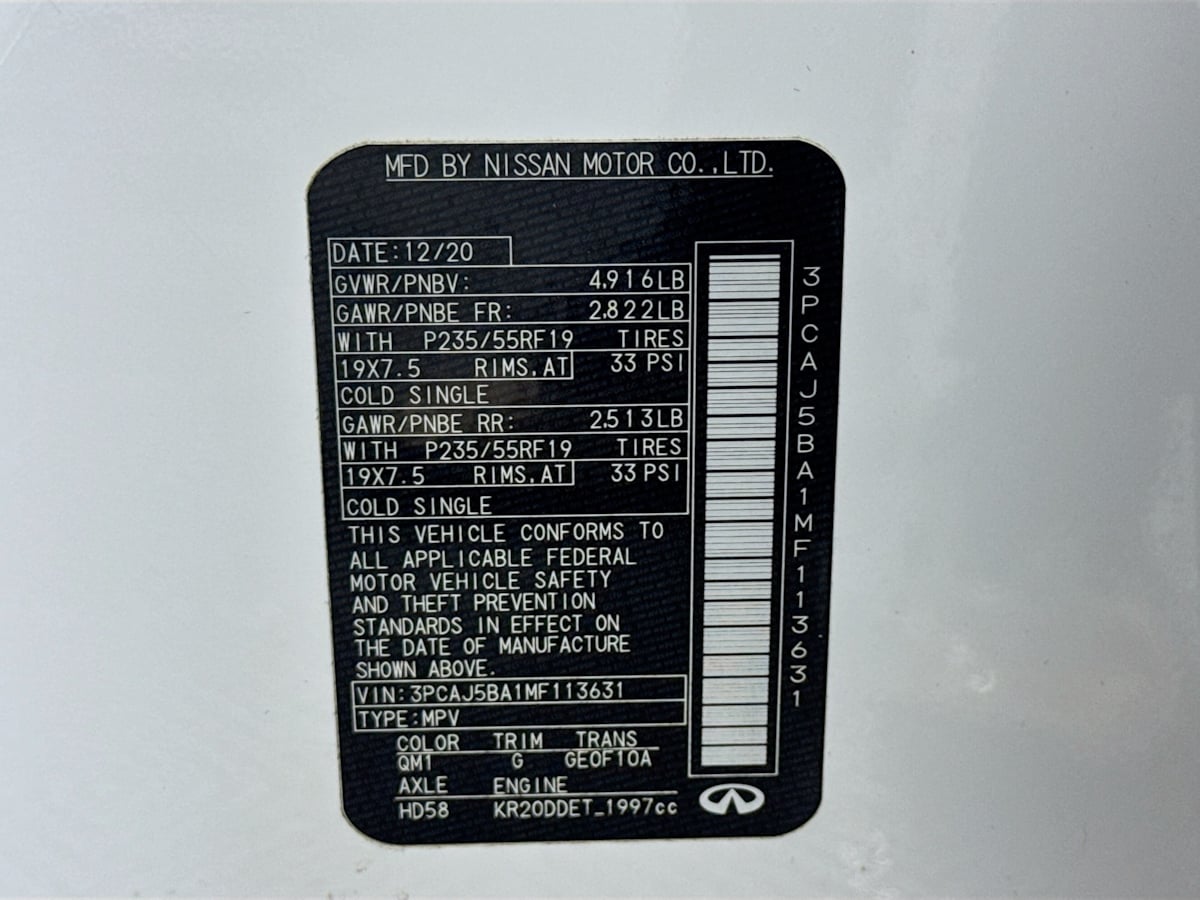 MFD BY NISSAN MOTOR CO.,LTD.
DATE:12/20
GVWR/PNBV: 4,916LB
GAWR/PNBE FR: 2,822LB
WITH P235/55RF19 TIRES
19X7.5 RIMS.AT 33 PSI
COLD SINGLE
GAWR/PNBE RR: 2,513LB
WITH P235/55RF19 TIRES
19X7.5 RIMS.AT 33 PSI
COLD SINGLE
THIS VEHICLE CONFORMS TO
ALL APPLICABLE FEDERAL
MOTOR VEHICLE SAFETY
AND THEFT PREVENTION
STANDARDS IN EFFECT ON
THE DATE OF MANUFACTURE
SHOWN ABOVE.
VIN:3PCAJ5BA1MF113631
TYPE:MPV
COLOR TRIM TRANS
QM1 G GE0F10A
AXLE ENGINE
HD58 KR20DDET_1997cc
3PCAJ5BA1MF113631